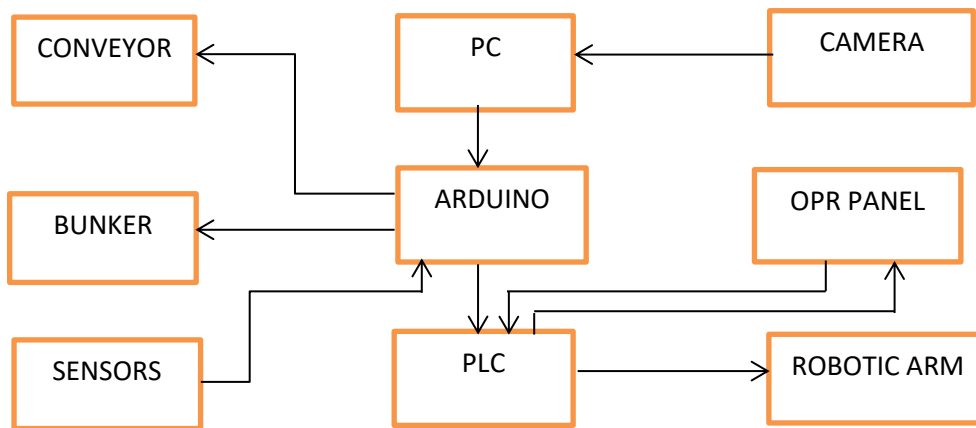 CONVEYOR
PC
CAMERA
BUNKER
ARDUINO
OPR PANEL
SENSORS
PLC
ROBOTIC ARM